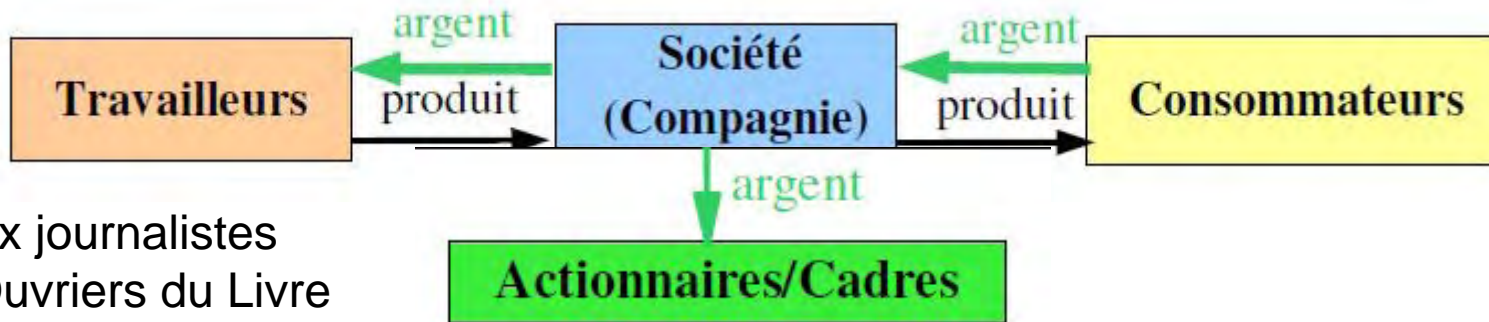 argent
argent
Travailleurs
produit
Société
(Compagnie)
produit
Consommateurs
argent
x journalistes
Ouvriers du Livre
Actionnaires/Cadres